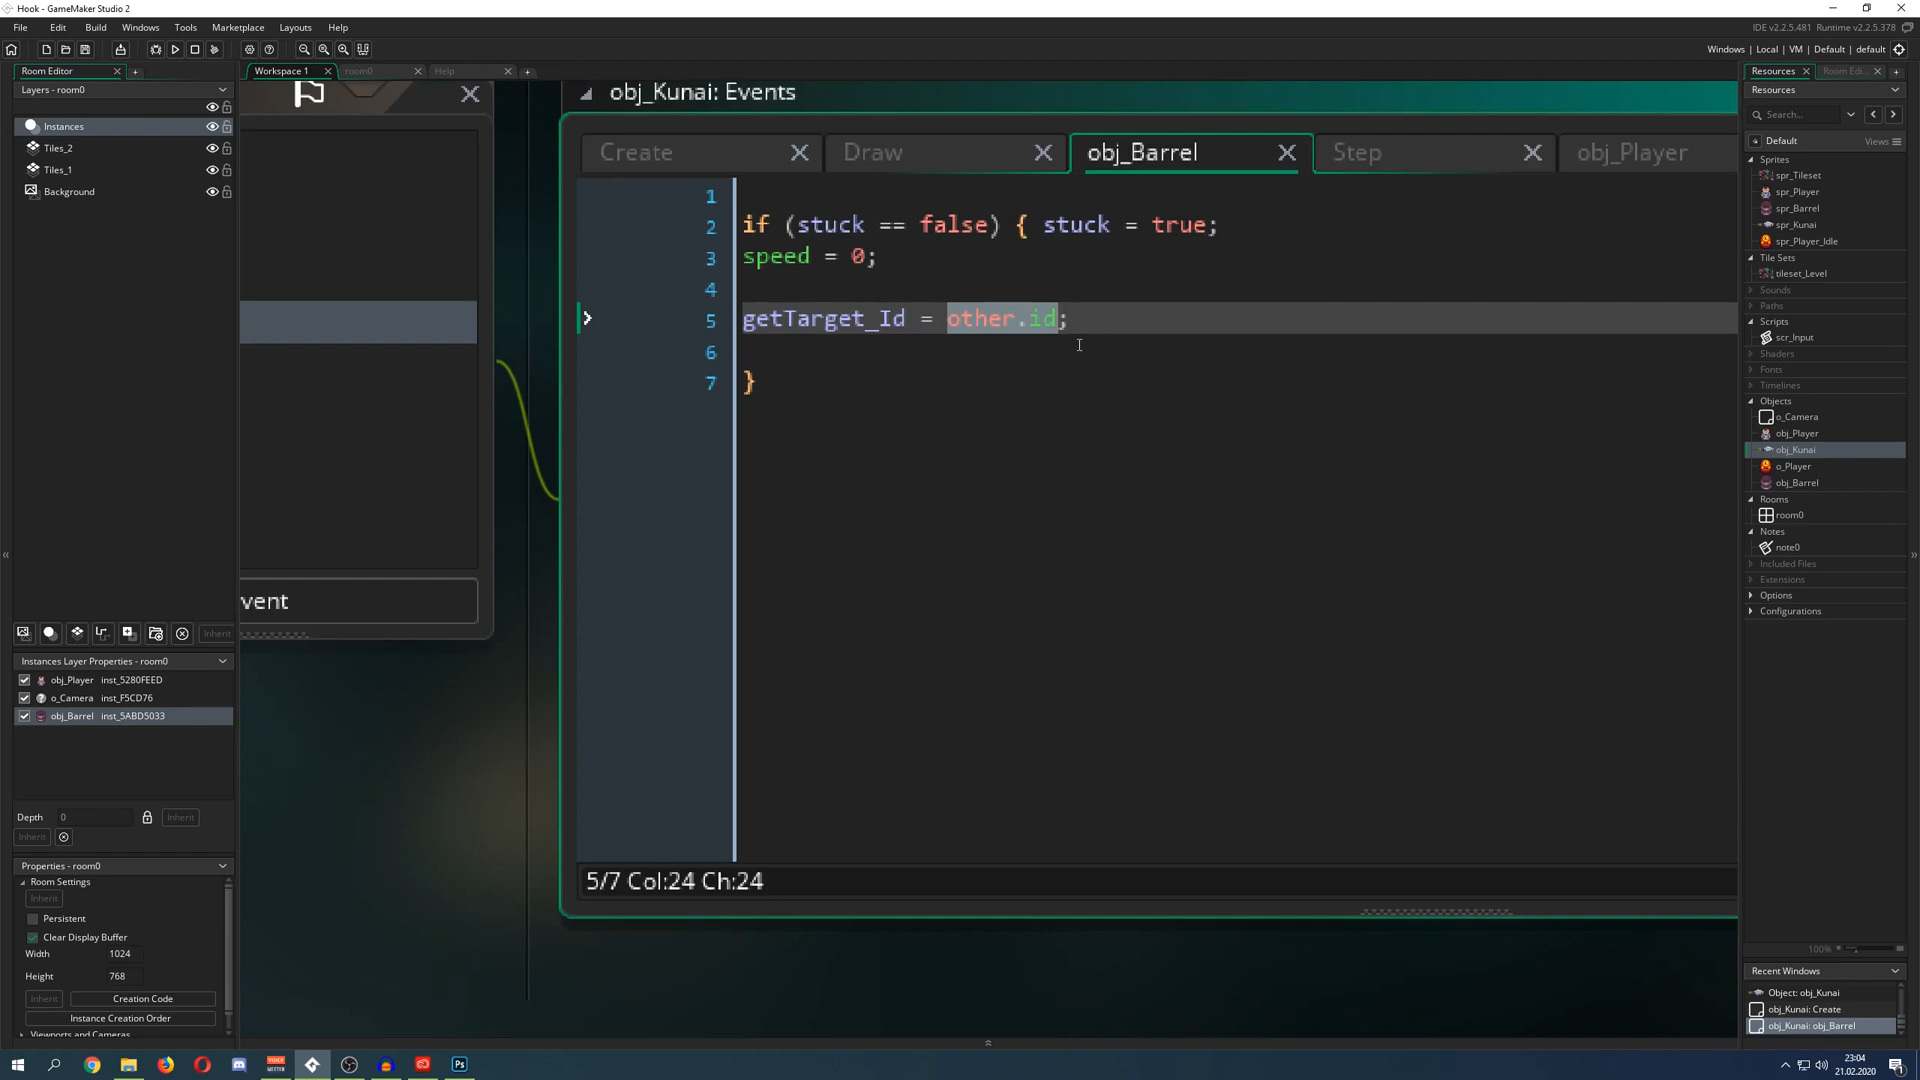 Hook - GameMaker Studio 2
File Edit Build Windows Tools Marketplace Layouts Help
IDE v2.2.5.481 Runtime v2.2.5.378
Windows | Local | VM | Default | default
Room Editor
Layers - room0
Instances
Tiles_2
Tiles_1
Background
Inherit
Instances Layer Properties - room0
obj_Player inst_5280FEED
o_Camera inst_F5CD76
obj_Barrel inst_5ABD5033
Depth 0 Inherit
Inherit
Properties - room0
Room Settings
Inherit
Persistent
Clear Display Buffer
Width 1024
Height 768
Inherit Creation Code
Instance Creation Order
Viewports and Cameras
Workspace 1 room0 Help
vent
obj_Kunai: Events
Create Draw obj_Barrel Step obj_Player
1
2 if (stuck == false) { stuck = true;
3 speed = 0;
4
5 getTarget_Id = other.id;
6
7 }
5/7 Col:24 Ch:24
Resources Room Edi...
Resources
Search...
Default Views
Sprites
spr_Tileset
spr_Player
spr_Barrel
spr_Kunai
spr_Player_Idle
Tile Sets
tileset_Level
Sounds
Paths
Scripts
scr_Input
Shaders
Fonts
Timelines
Objects
o_Camera
obj_Player
obj_Kunai
o_Player
obj_Barrel
Rooms
room0
Notes
note0
Included Files
Extensions
Options
Configurations
100%
Recent Windows
Object: obj_Kunai
obj_Kunai: Create
obj_Kunai: obj_Barrel
Ps
23:04
21.02.2020